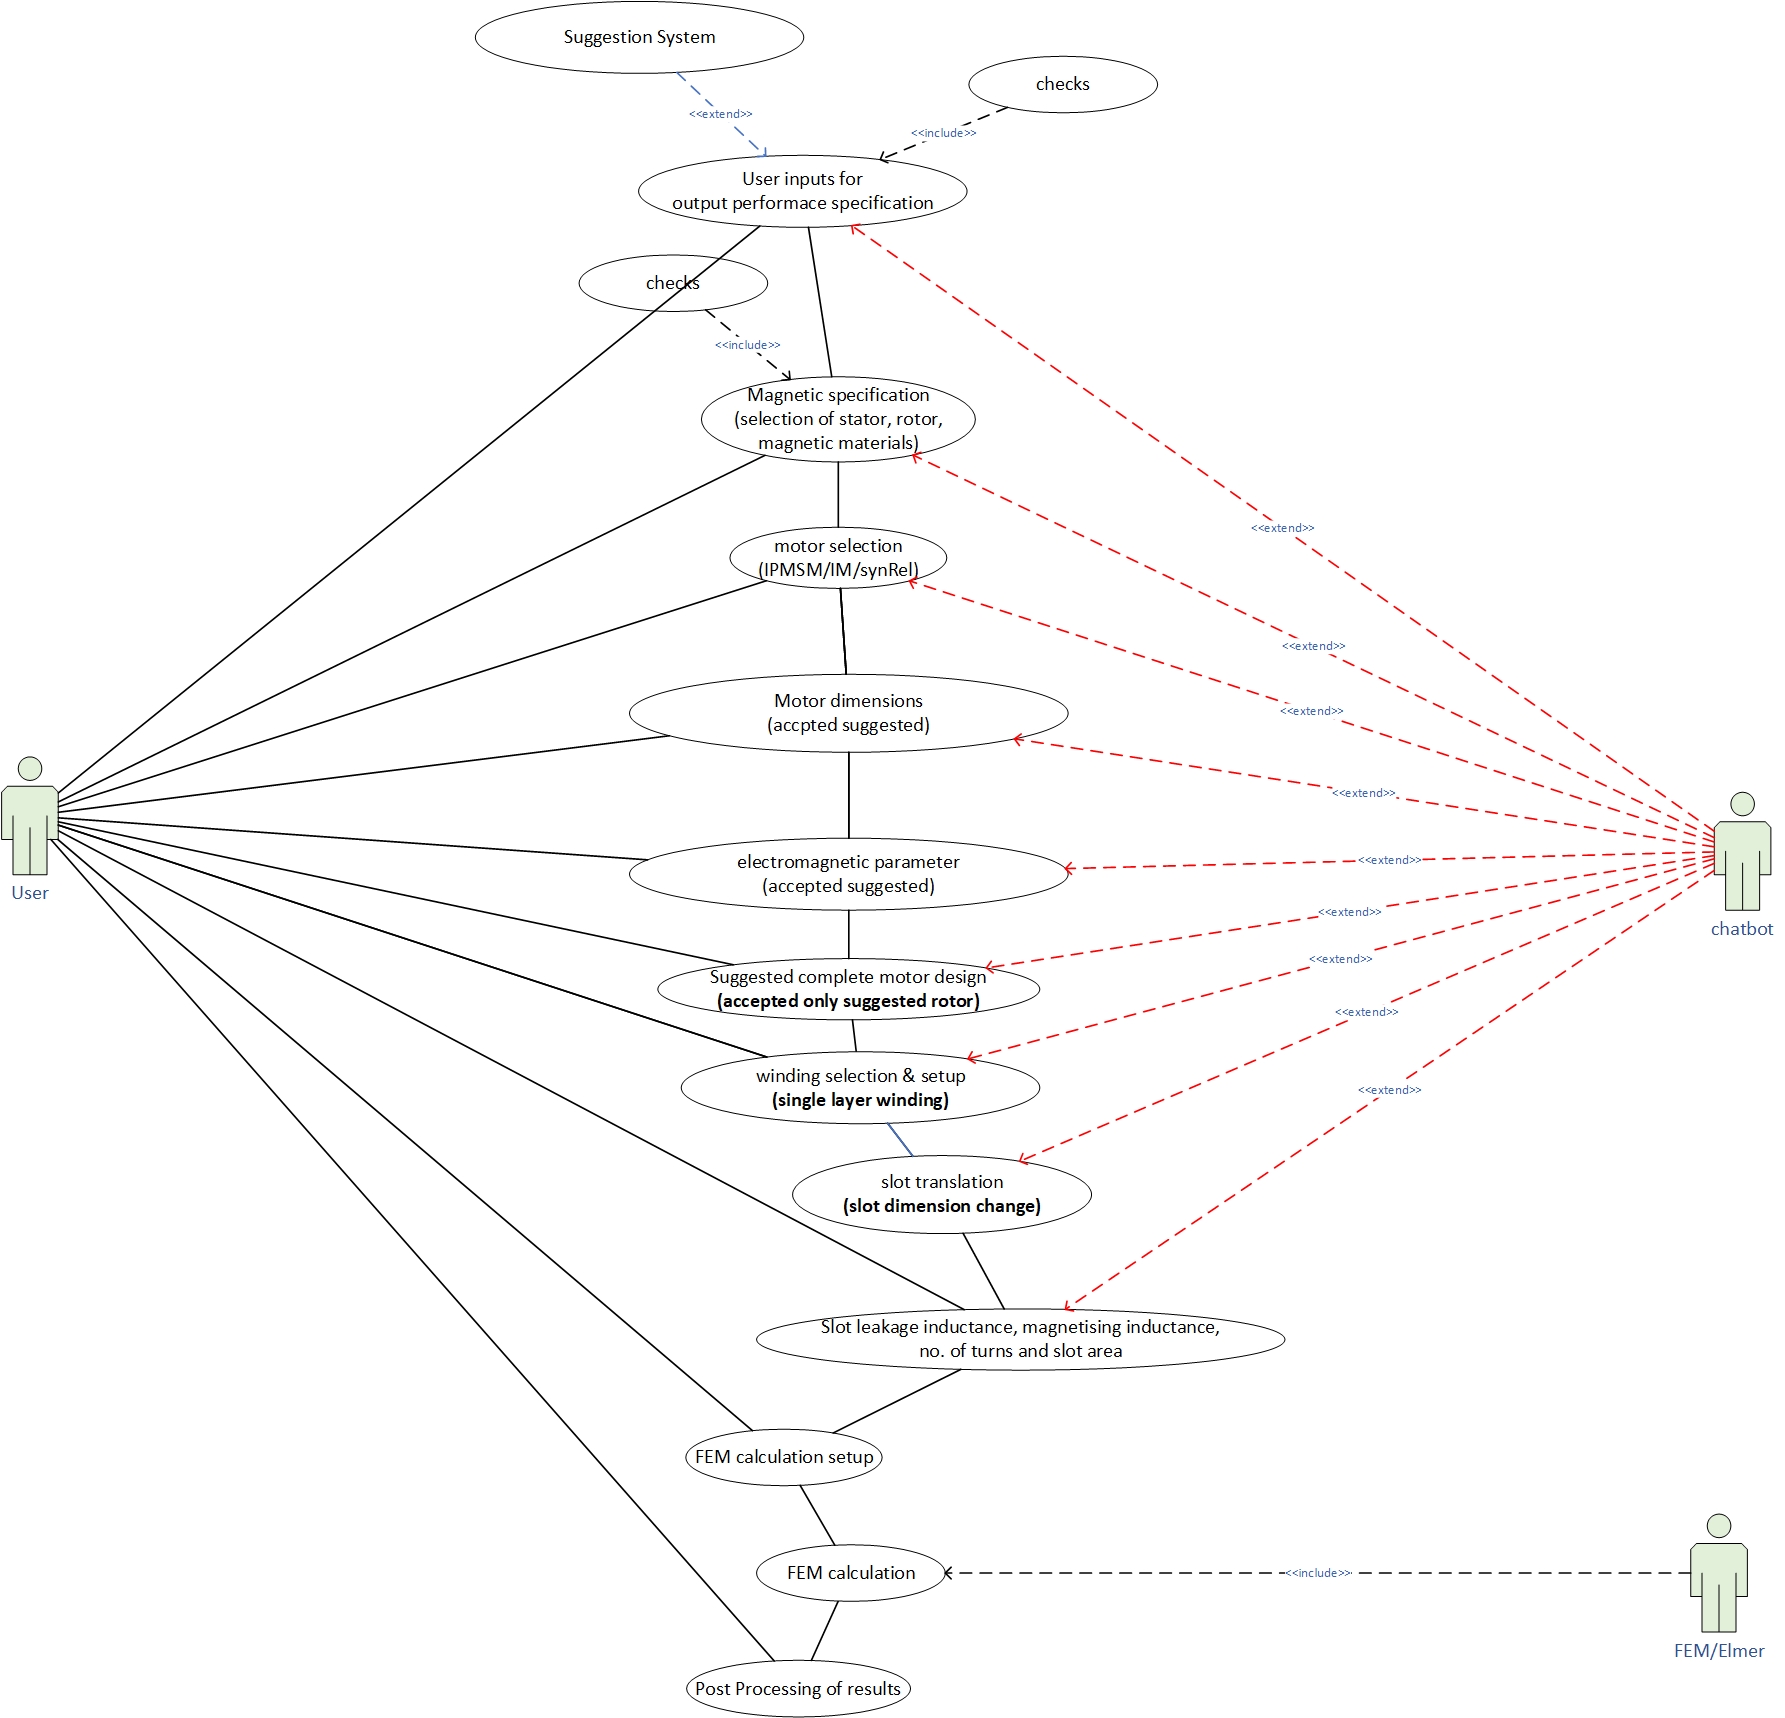 Suggestion System
checks
<<extend>>
<<include>>
User inputs for
output performace specification
checks
<<include>>
Magnetic specification
(selection of stator, rotor,
magnetic materials)
<<extend>>
motor selection
(IPMSM/IM/synRel)
<<extend>>
Motor dimensions
(accpted suggested)
<<extend>>
<<extend>>
electromagnetic parameter
(accepted suggested)
<<extend>>
User
chatbot
<<extend>>
Suggested complete motor design
(accepted only suggested rotor)
<<extend>>
<<extend>>
winding selection & setup
(single layer winding)
<<extend>>
slot translation
(slot dimension change)
Slot leakage inductance, magnetising inductance,
no. of turns and slot area
FEM calculation setup
FEM calculation
<<include>>
FEM/Elmer
Post Processing of results